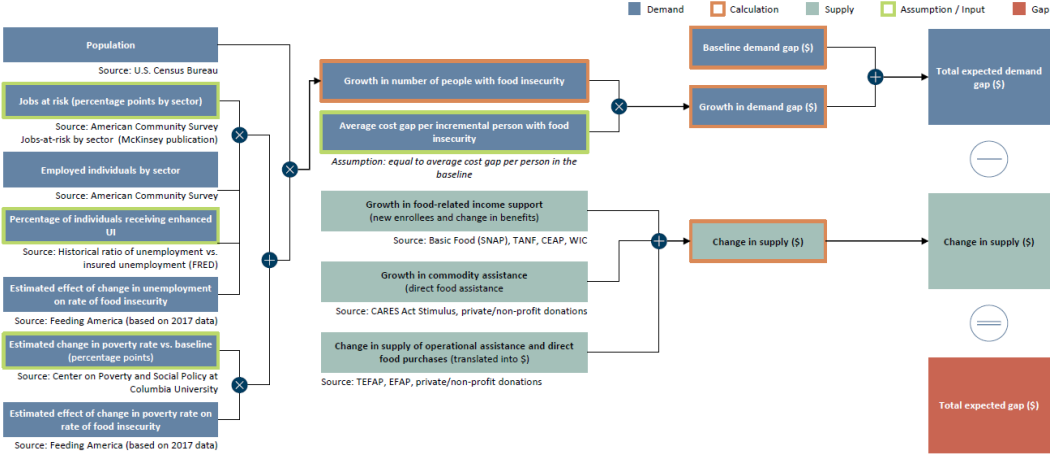 Demand
Calculation
Supply
Assumption / Input
Gap
Population
Source: U.S. Census Bureau
Jobs at risk (percentage points by sector)
Source: American Community Survey
Jobs-at-risk by sector (McKinsey publication)
Employed individuals by sector
Source: American Community Survey
Percentage of individuals receiving enhanced
UI
Source: Historical ratio of unemployment vs.
insured unemployment (FRED)
Estimated effect of change in unemployment
on rate of food insecurity
Source: Feeding America (based on 2017 data)
Estimated change in poverty rate vs. baseline
(percentage points)
Source: Center on Poverty and Social Policy at
Columbia University
Estimated effect of change in poverty rate on
rate of food insecurity
Source: Feeding America (based on 2017 data)
Growth in number of people with food insecurity
Average cost gap per incremental person with food
insecurity
Assumption: equal to average cost gap per person in the
baseline
Growth in food-related income support
(new enrollees and change in benefits)
Source: Basic Food (SNAP), TANF, CEAP, WIC
Growth in commodity assistance
(direct food assistance
Source: CARES Act Stimulus, private/non-profit donations
Change in supply of operational assistance and direct
food purchases (translated into $)
Source: TEFAP, EFAP, private/non-profit donations
Baseline demand gap ($)
Growth in demand gap ($)
Change in supply ($)
Total expected demand
gap ($)
Change in supply ($)
Total expected gap ($)